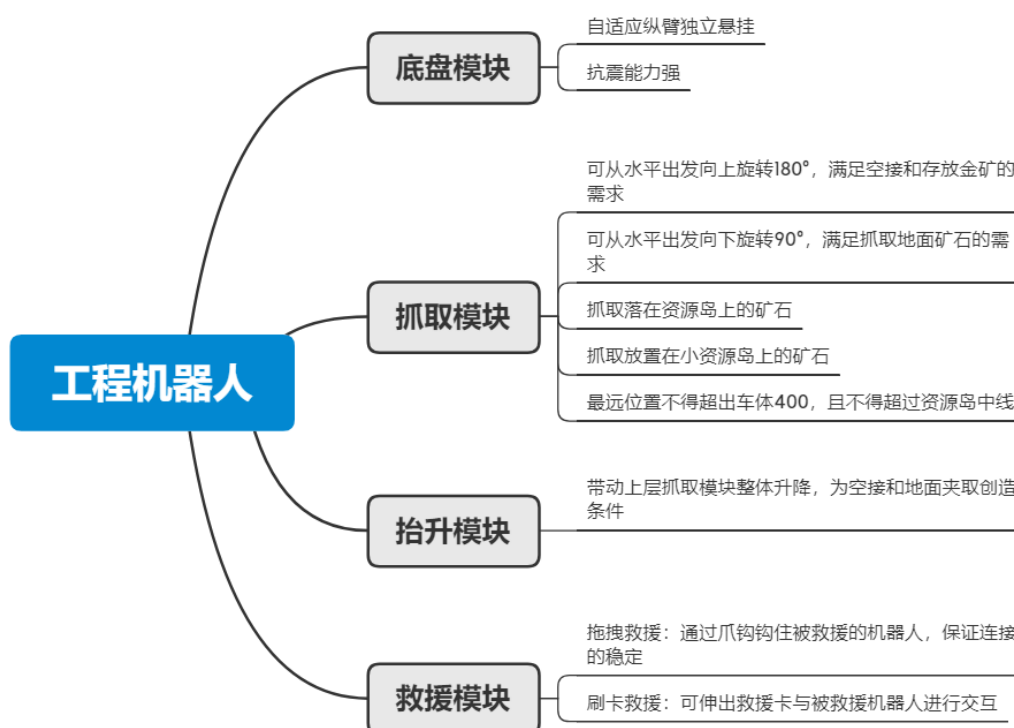 自适应纵臂独立悬挂
底盘模块
抗震能力强
可从水平出发向上旋转180°，满足空接和存放金矿的
需求
可从水平出发向下旋转90°，满足抓取地面矿石的需
求
抓取模块
抓取落在资源岛上的矿石
抓取放置在小资源岛上的矿石
工程机器人
最远位置不得超出车体400，且不得超过资源岛中线
带动上层抓取模块整体升降，为空接和地面夹取创造
条件
抬升模块
拖拽救援：通过爪钩钩住被救援的机器人，保证连接
的稳定
救援模块
刷卡救援：可伸出救援卡与被救援机器人进行交互